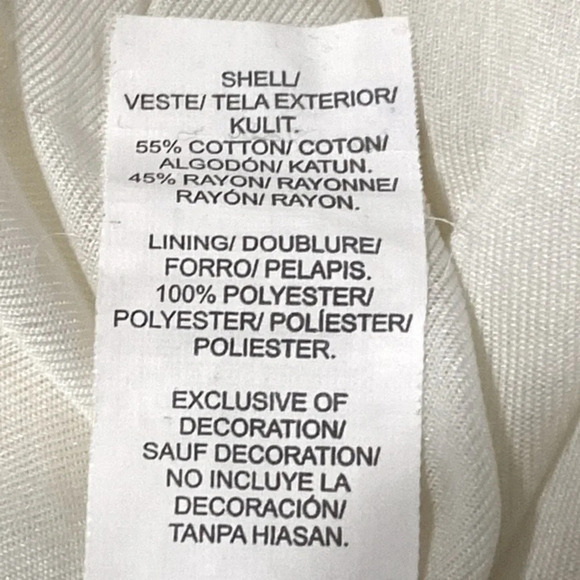 SHELL/
VESTE/ TELA EXTERIOR/
KULIT.
55% COTTON/ COTON/
ALGODÓN/ KATUN.
45% RAYON/ RAYONNE/
RAYÓN/ RAYON.
LINING/ DOUBLURE/
FORRO/ PELAPIS.
100% POLYESTER/
POLYESTER/ POLÍESTER/
POLIESTER.
EXCLUSIVE OF
DECORATION/
SAUF DECORATION/
NO INCLUYE LA
DECORACIÓN/
TANPA HIASAN.